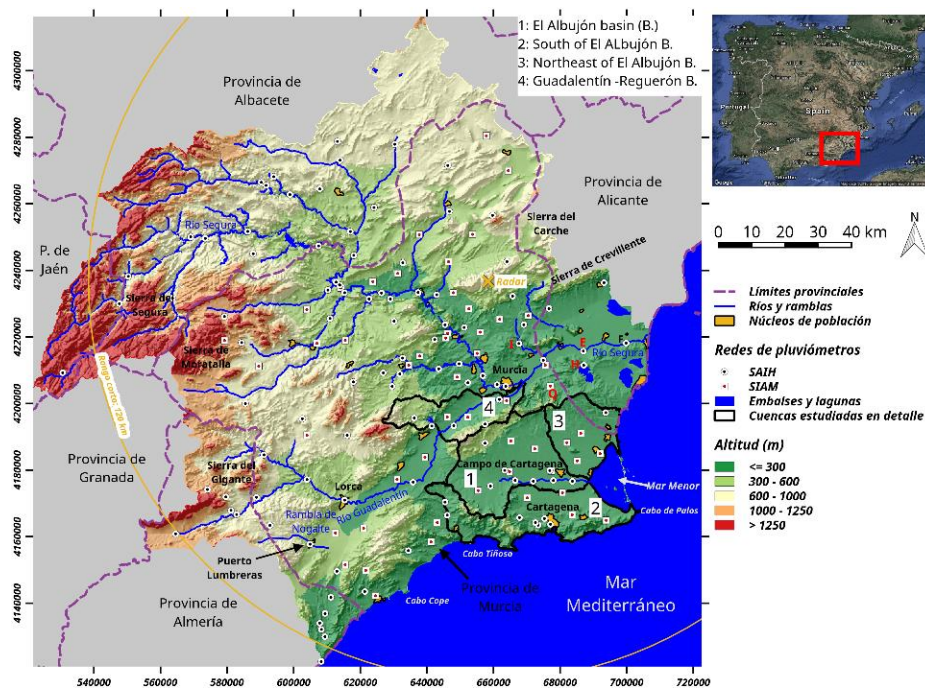 1: El Albujón basin (B.)
2: South of El ALbujón B.
3: Northeast of El Albujón B.
4: Guadalentín -Reguerón B.
Provincia de
Albacete
Provincia de
Alicante
P. de
Jaén
Provincia de
Granada
Provincia de
Almería
Provincia de
Murcia
Mar
Mediterráneo
Mar Menor
Cabo de Palos
Cabo Tiñoso
Cabo Cope
Sierra del
Carche
Sierra de Crevillente
Radar
Río Segura
Río Segura
Sierra de
Segura
Sierra de
Moratalla
Sierra del
Gigante
Rango corto: 128 km
Murcia
Lorca
Río Guadalentín
Rambla de
Nogalte
Puerto
Lumbreras
Campo de Cartagena
Cartagena
1
2
3
4
E
H
O
4300000
4280000
4260000
4240000
4220000
4200000
4180000
4160000
4140000
540000
560000
580000
600000
620000
640000
660000
680000
700000
720000
Portugal
Spain
N
0 10 20 30 40 km
Límites provinciales
Ríos y ramblas
Núcleos de población
Redes de pluviómetros
SAIH
SIAM
Embalses y lagunas
Cuencas estudiadas en detalle
Altitud (m)
<= 300
300 - 600
600 - 1000
1000 - 1250
> 1250